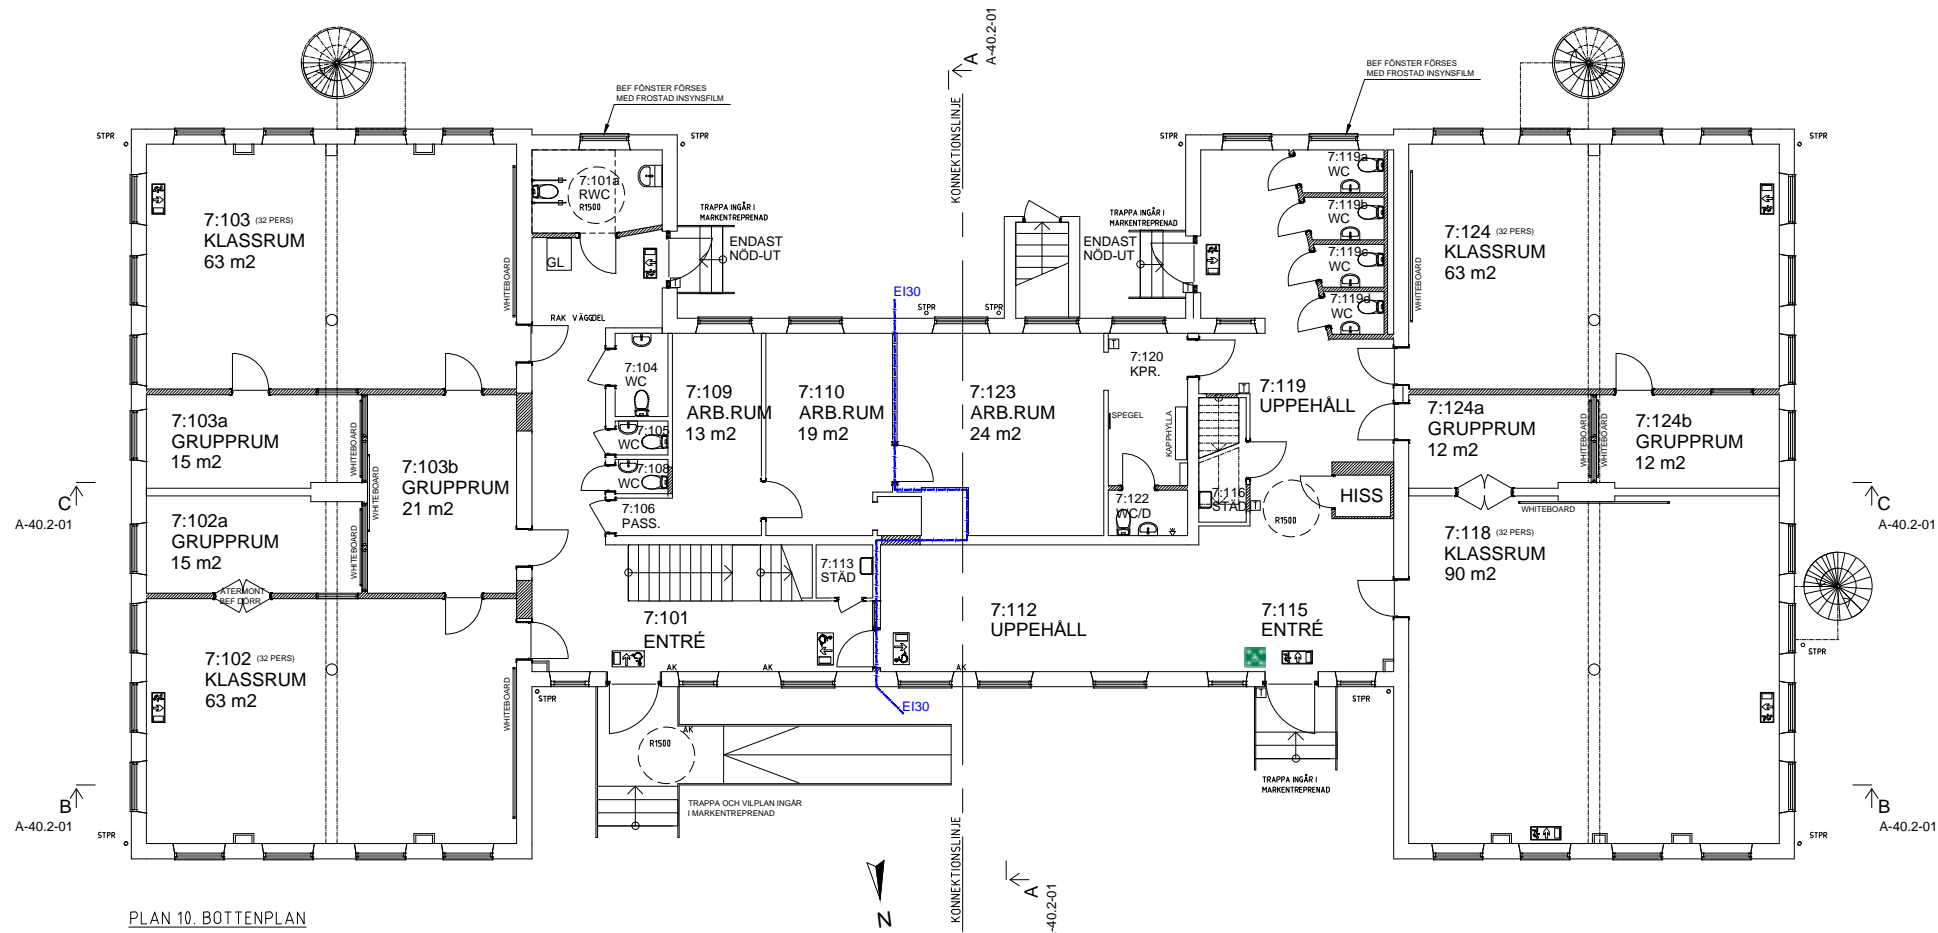 A
A-40.2-01
KONNEKTIONSLINJE
BEF FÖNSTER FÖRSES
MED FROSTAD INSYNSFILM
BEF FÖNSTER FÖRSES
MED FROSTAD INSYNSFILM
STPR
STPR
STPR
STPR
7:101a
RWC
R1500
7:119a
WC
7:119b
WC
7:119c
WC
7:119d
WC
TRAPPA INGÅR I
MARKENTREPRENAD
TRAPPA INGÅR I
MARKENTREPRENAD
7:103 (32 PERS)
KLASSRUM
63 m2
WHITEBOARD
GL
ENDAST
NÖD-UT
ENDAST
NÖD-UT
WHITEBOARD
7:124 (32 PERS)
KLASSRUM
63 m2
EI30
STPR
STPR
RAK VÄGGDEL
7:104
WC
7:105
WC
7:108
WC
7:106
PASS.
7:109
ARB.RUM
13 m2
7:110
ARB.RUM
19 m2
7:123
ARB.RUM
24 m2
7:120
KPR.
SPEGEL
KAPPHYLLA
7:119
UPPEHÅLL
7:122
WC/D
7:116
STÄD
R1500
HISS
7:103a
GRUPPRUM
15 m2
WHITEBOARD
WHITEBOARD
7:103b
GRUPPRUM
21 m2
7:124a
GRUPPRUM
12 m2
WHITEBOARD
WHITEBOARD
7:124b
GRUPPRUM
12 m2
C
A-40.2-01
C
A-40.2-01
7:102a
GRUPPRUM
15 m2
WHITEBOARD
ÅTERMONT
BEF DÖRR
WHITEBOARD
7:118 (32 PERS)
KLASSRUM
90 m2
7:113
STÄD
7:101
ENTRÉ
7:112
UPPEHÅLL
7:115
ENTRÉ
7:102 (32 PERS)
KLASSRUM
63 m2
WHITEBOARD
AK
AK
AK
STPR
STPR
STPR
EI30
AK
R1500
TRAPPA INGÅR I
MARKENTREPRENAD
TRAPPA OCH VILPLAN INGÅR
I MARKENTREPRENAD
B
A-40.2-01
B
A-40.2-01
STPR
STPR
KONNEKTIONSLINJE
A
-40.2-01
N
PLAN 10. BOTTENPLAN